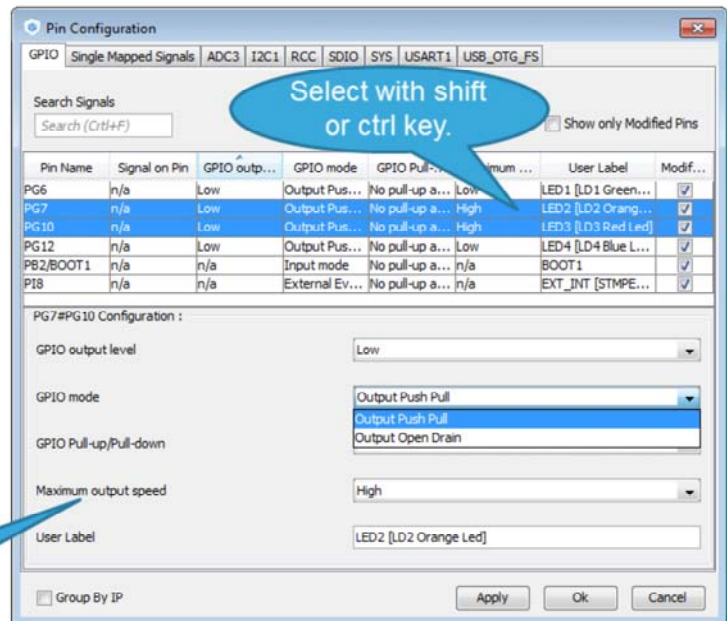 Pin Configuration
GPIO Single Mapped Signals ADC3 I2C1 RCC SDIO SYS USART1 USB_OTG_FS
Select with shift
or ctrl key.
Search Signals
Search (Crtl+F)
Show only Modified Pins
Pin Name Signal on Pin GPIO outp... GPIO mode GPIO Pull-... mum ... User Label Modif...
PG6 n/a Low Output Pus... No pull-up a... Low LED1 [LD1 Green...
PG7 n/a Low Output Pus... No pull-up a... High LED2 [LD2 Orang...
PG10 n/a Low Output Pus... No pull-up a... High LED3 [LD3 Red Led]
PG12 n/a Low Output Pus... No pull-up a... Low LED4 [LD4 Blue L...
PB2/BOOT1 n/a n/a Input mode No pull-up a... n/a BOOT1
PI8 n/a n/a External Ev... No pull-up a... n/a EXT_INT [STMPE...
PG7#PG10 Configuration :
GPIO output level Low
GPIO mode Output Push Pull
Output Push Pull
Output Open Drain
GPIO Pull-up/Pull-down
Maximum output speed High
User Label LED2 [LD2 Orange Led]
Group By IP Apply Ok Cancel